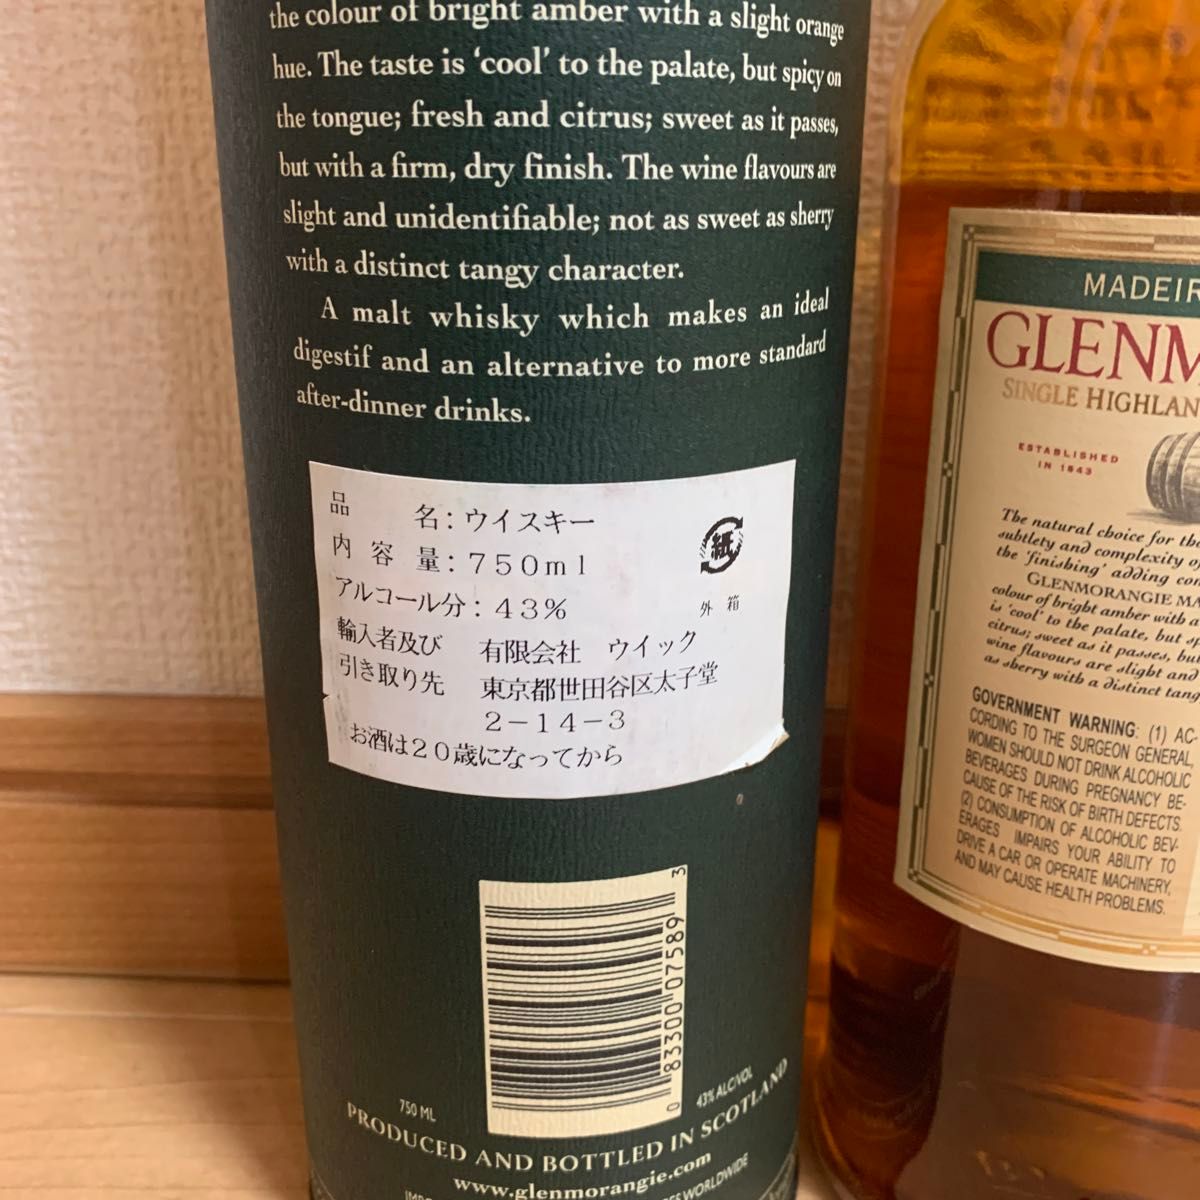 the colour of bright amber with a slight orange
hue. The taste is 'cool' to the palate, but spicy on
the tongue; fresh and citrus; sweet as it passes,
but with a firm, dry finish. The wine flavours are
slight and unidentifiable; not as sweet as sherry
with a distinct tangy character.
A malt whisky which makes an ideal
digestif and an alternative to more standard
after-dinner drinks.
品 名：ウイスキー
内 容 量：７５０ｍｌ
アルコール分：４３％
輸入者及び 有限会社 ウイック
引き取り先 東京都世田谷区太子堂
２－１４－３
お酒は２０歳になってから
紙
外 箱
0 83300 07589 3
750 ML
43% ALC/VOL
PRODUCED AND BOTTLED IN SCOTLAND
www.glenmorangie.com
WORLDWIDE
MADEIR
GLENM
SINGLE HIGHLAN
ESTABLISHED
IN 1843
The natural choice for the
subtlety and complexity of
the 'finishing' adding con
GLENMORANGIE MA
colour of bright amber with a
is 'cool' to the palate, but sp
citrus; sweet as it passes, but
wine flavours are slight and
as sherry with a distinct tang
GOVERNMENT WARNING: (1) AC-
CORDING TO THE SURGEON GENERAL,
WOMEN SHOULD NOT DRINK ALCOHOLIC
BEVERAGES DURING PREGNANCY BE-
CAUSE OF THE RISK OF BIRTH DEFECTS.
(2) CONSUMPTION OF ALCOHOLIC BEV-
ERAGES IMPAIRS YOUR ABILITY TO
DRIVE A CAR OR OPERATE MACHINERY,
AND MAY CAUSE HEALTH PROBLEMS.